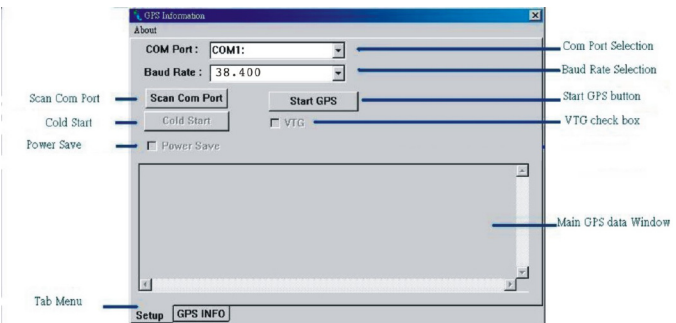 GPS Information
About
COM Port : COM1: Com Port Selection
Baud Rate : 38.400 Baud Rate Selection
Scan Com Port Scan Com Port Start GPS Start GPS button
Cold Start Cold Start VTG VTG check box
Power Save Power Save
Main GPS data Window
Tab Menu
Setup GPS INFO